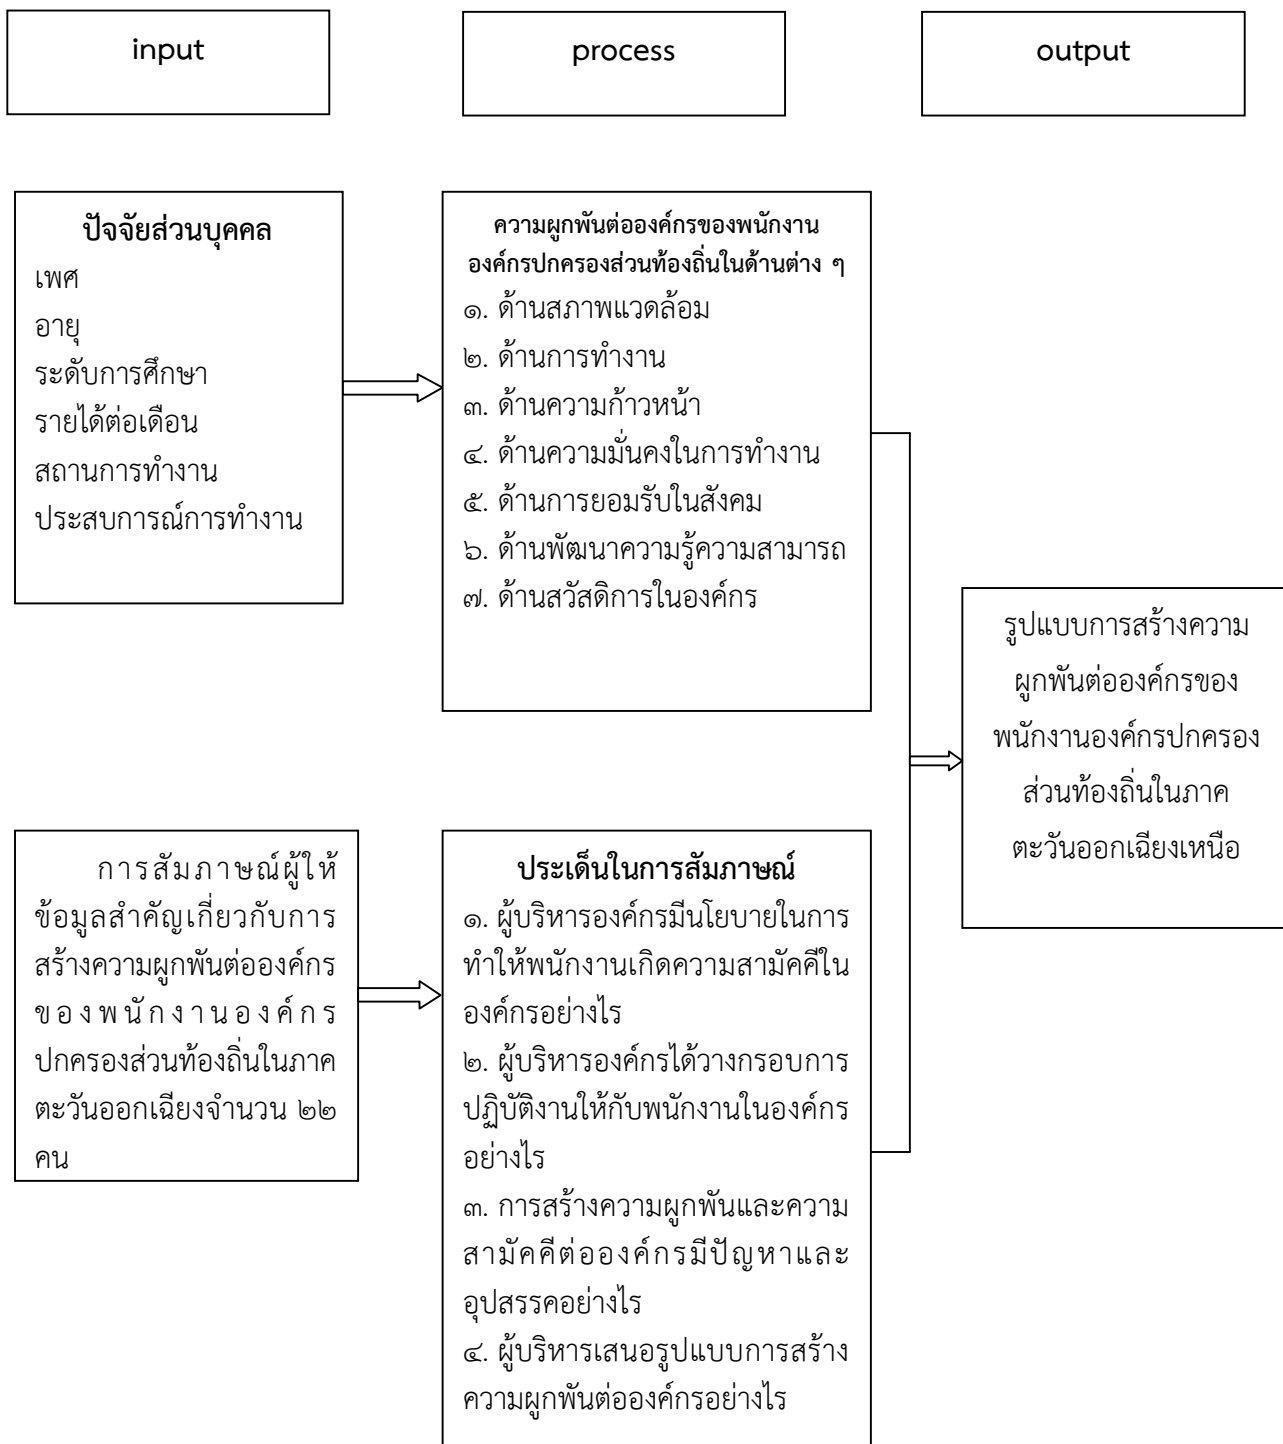 input
process
output
ปัจจัยส่วนบุคคล
เพศ
อายุ
ระดับการศึกษา
รายได้ต่อเดือน
สถานการทำงาน
ประสบการณ์การทำงาน
ความผูกพันต่อองค์กรของพนักงาน
องค์กรปกครองส่วนท้องถิ่นในด้านต่าง ๆ
๑. ด้านสภาพแวดล้อม
๒. ด้านการทำงาน
๓. ด้านความก้าวหน้า
๔. ด้านความมั่นคงในการทำงาน
๕. ด้านการยอมรับในสังคม
๖. ด้านพัฒนาความรู้ความสามารถ
๗. ด้านสวัสดิการในองค์กร
การสัมภาษณ์ผู้ให้
ข้อมูลสำคัญเกี่ยวกับการ
สร้างความผูกพันต่อองค์กร
ของพนักงานองค์กร
ปกครองส่วนท้องถิ่นในภาค
ตะวันออกเฉียงจำนวน ๒๒
คน
ประเด็นในการสัมภาษณ์
๑. ผู้บริหารองค์กรมีนโยบายในการ
ทำให้พนักงานเกิดความสามัคคีใน
องค์กรอย่างไร
๒. ผู้บริหารองค์กรได้วางกรอบการ
ปฏิบัติงานให้กับพนักงานในองค์กร
อย่างไร
๓. การสร้างความผูกพันและความ
สามัคคีต่อองค์กรมีปัญหาและ
อุปสรรคอย่างไร
๔. ผู้บริหารเสนอรูปแบบการสร้าง
ความผูกพันต่อองค์กรอย่างไร
รูปแบบการสร้างความ
ผูกพันต่อองค์กรของ
พนักงานองค์กรปกครอง
ส่วนท้องถิ่นในภาค
ตะวันออกเฉียงเหนือ